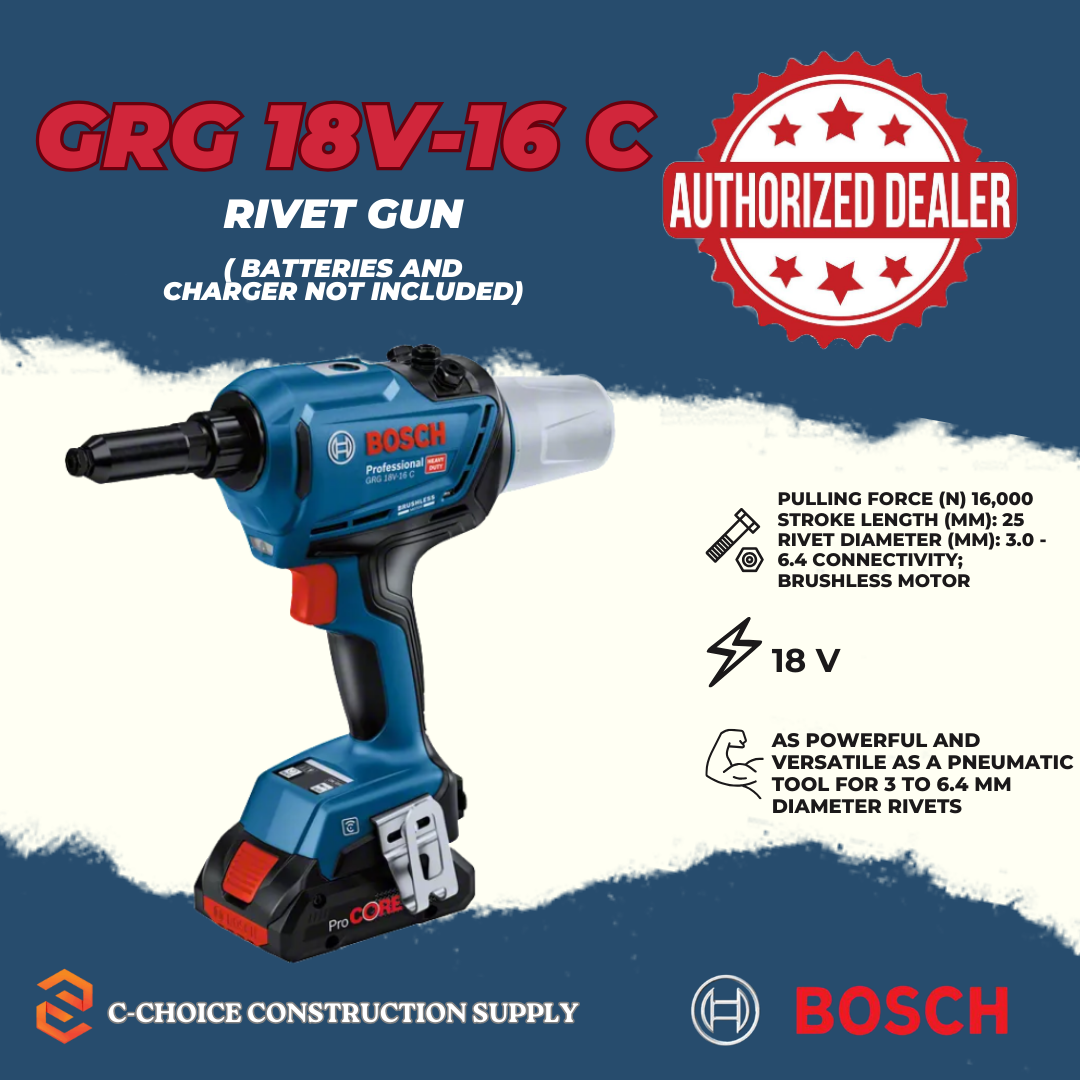 GRG 18V-16 C
RIVET GUN
( BATTERIES AND
CHARGER NOT INCLUDED)
AUTHORIZED DEALER
BOSCH
Professional
HEAVY
DUTY
GRG 18V-16 C
BRUSHLESS
PULLING FORCE (N) 16,000
STROKE LENGTH (MM): 25
RIVET DIAMETER (MM): 3.0 -
6.4 CONNECTIVITY;
BRUSHLESS MOTOR
18 V
AS POWERFUL AND
VERSATILE AS A PNEUMATIC
TOOL FOR 3 TO 6.4 MM
DIAMETER RIVETS
ProCORE
C-CHOICE CONSTRUCTION SUPPLY
BOSCH